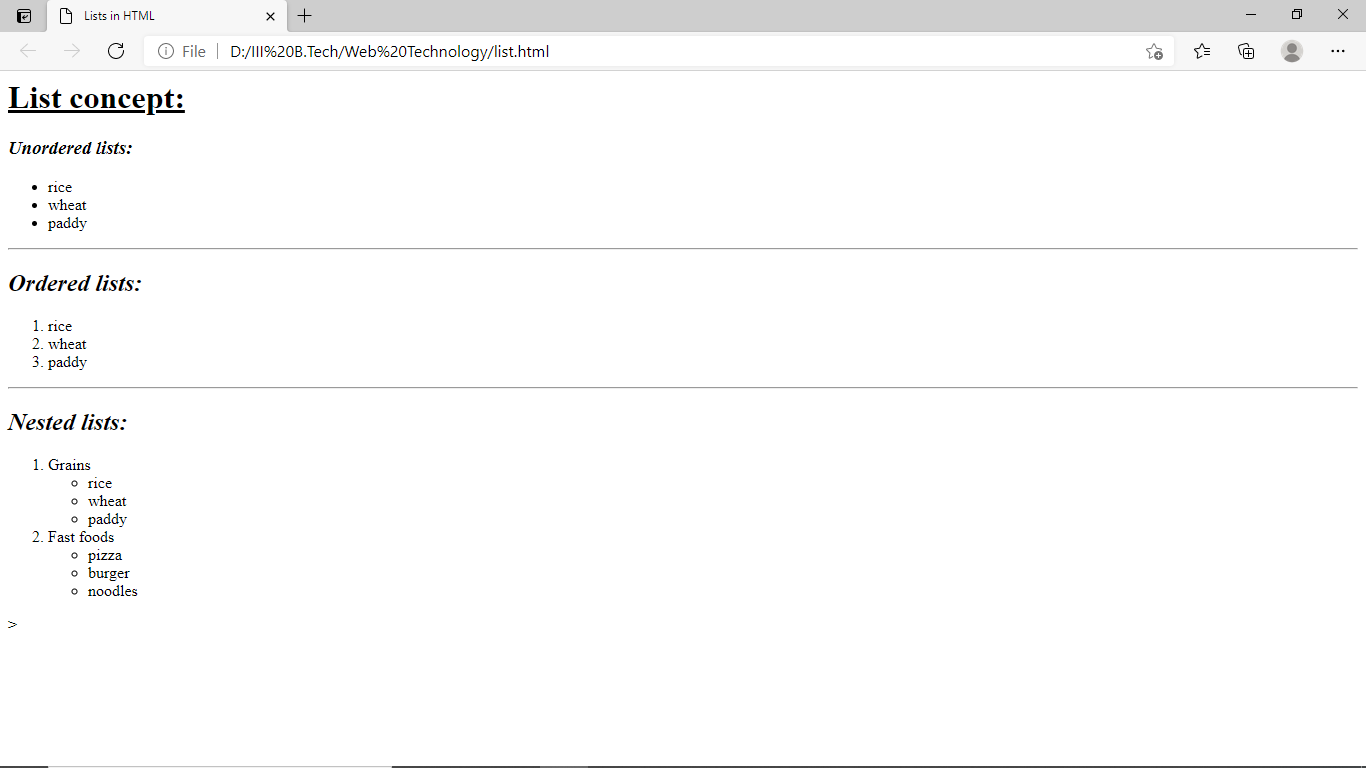 Lists in HTML
File D:/III%20B.Tech/Web%20Technology/list.html
List concept:
Unordered lists:
• rice
• wheat
• paddy
Ordered lists:
1. rice
2. wheat
3. paddy
Nested lists:
1. Grains
◦ rice
◦ wheat
◦ paddy
2. Fast foods
◦ pizza
◦ burger
◦ noodles
>